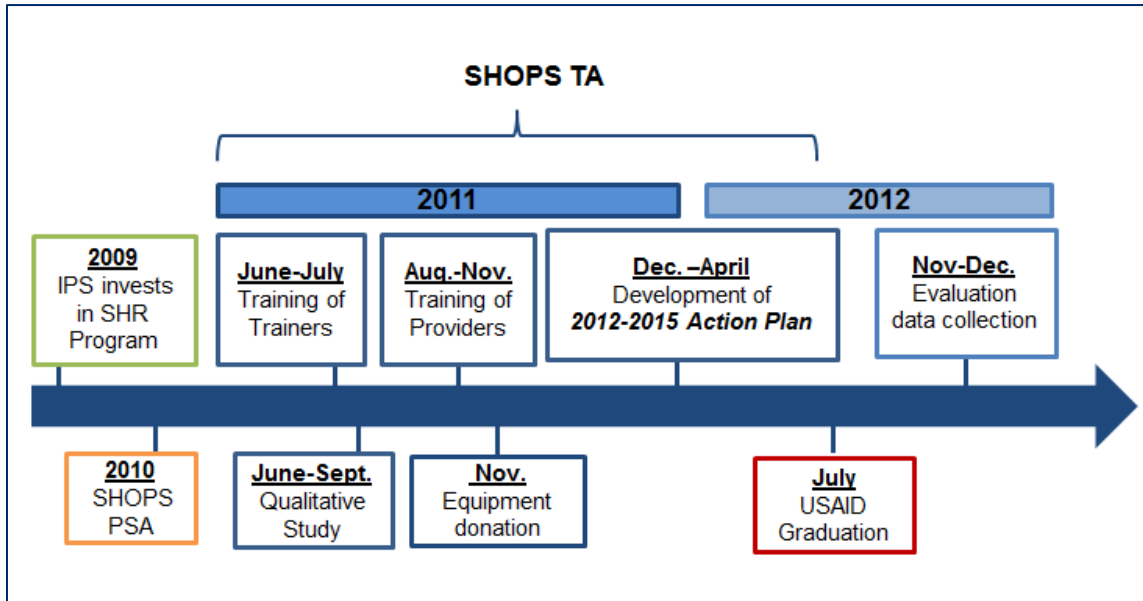 SHOPS TA
2011
2012
2009
IPS invests
in SHR
Program
June-July
Training of
Trainers
Aug.-Nov.
Training of
Providers
Dec. –April
Development of
2012-2015 Action Plan
Nov-Dec.
Evaluation
data collection
2010
SHOPS
PSA
June-Sept.
Qualitative
Study
Nov.
Equipment
donation
July
USAID
Graduation